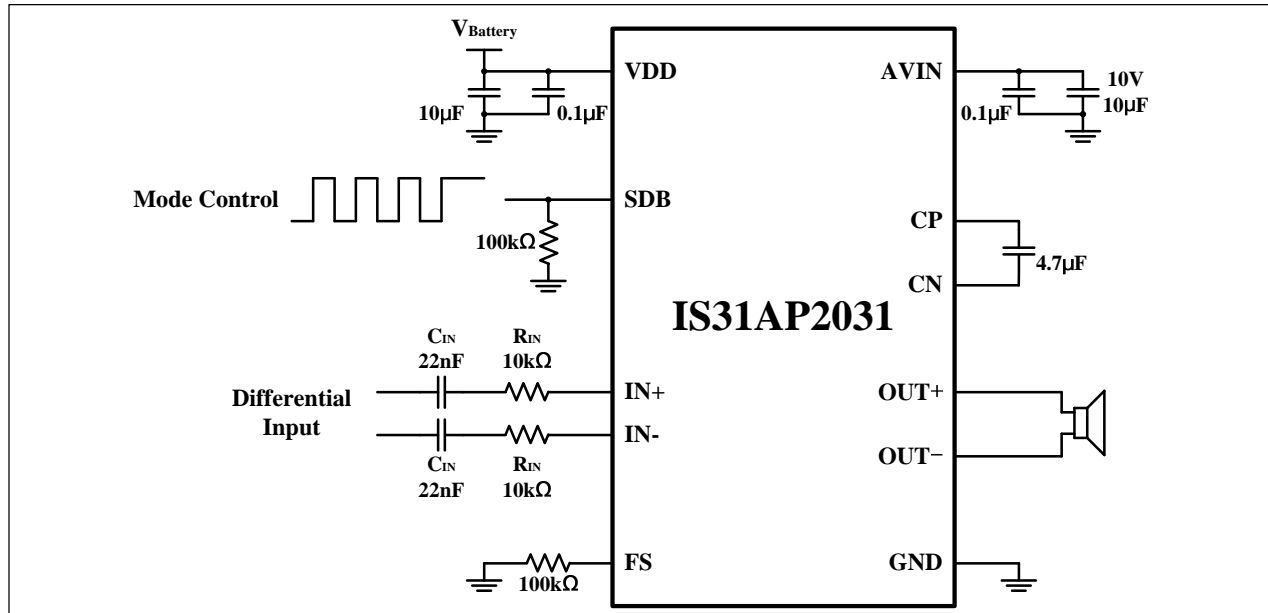 VBattery
VDD
10µF
0.1µF
Mode Control
SDB
100kΩ
CIN
22nF
RIN
10kΩ
IN+
Differential
Input
IN-
CIN
22nF
RIN
10kΩ
FS
100kΩ
IS31AP2031
AVIN
0.1µF
10V
10µF
CP
4.7µF
CN
OUT+
OUT−
GND